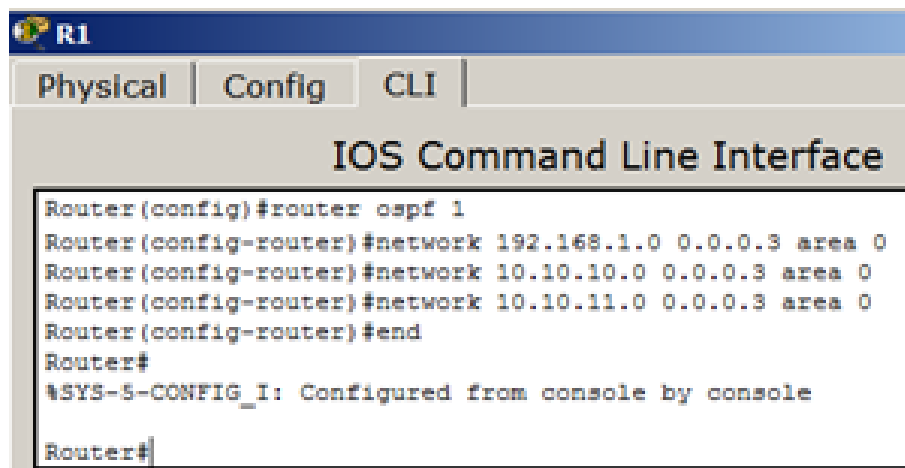 R1
Physical Config CLI
IOS Command Line Interface
Router(config)#router ospf 1
Router(config-router)#network 192.168.1.0 0.0.0.3 area 0
Router(config-router)#network 10.10.10.0 0.0.0.3 area 0
Router(config-router)#network 10.10.11.0 0.0.0.3 area 0
Router(config-router)#end
Router#
%SYS-5-CONFIG_I: Configured from console by console
Router#